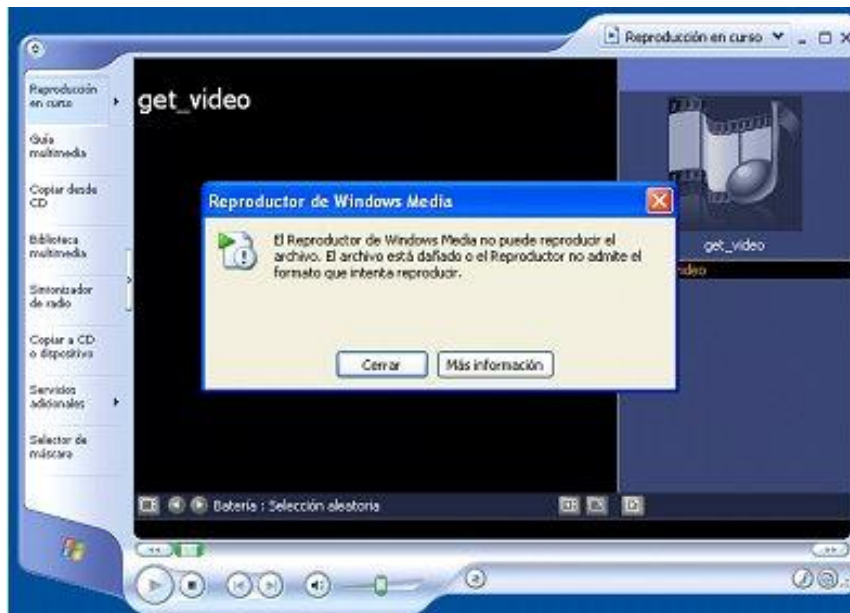 Reproducción en curso
Reproducción
en curso
Guía
multimedia
Copiar desde
CD
Biblioteca
multimedia
Sintonizador
de radio
Copiar a CD
o dispositivo
Servicios
adicionales
Selector de
máscara
get_video
Reproductor de Windows Media
El Reproductor de Windows Media no puede reproducir el
archivo. El archivo está dañado o el Reproductor no admite el
formato que intenta reproducir.
Cerrar
Más información
get_video
Batería : Selección aleatoria